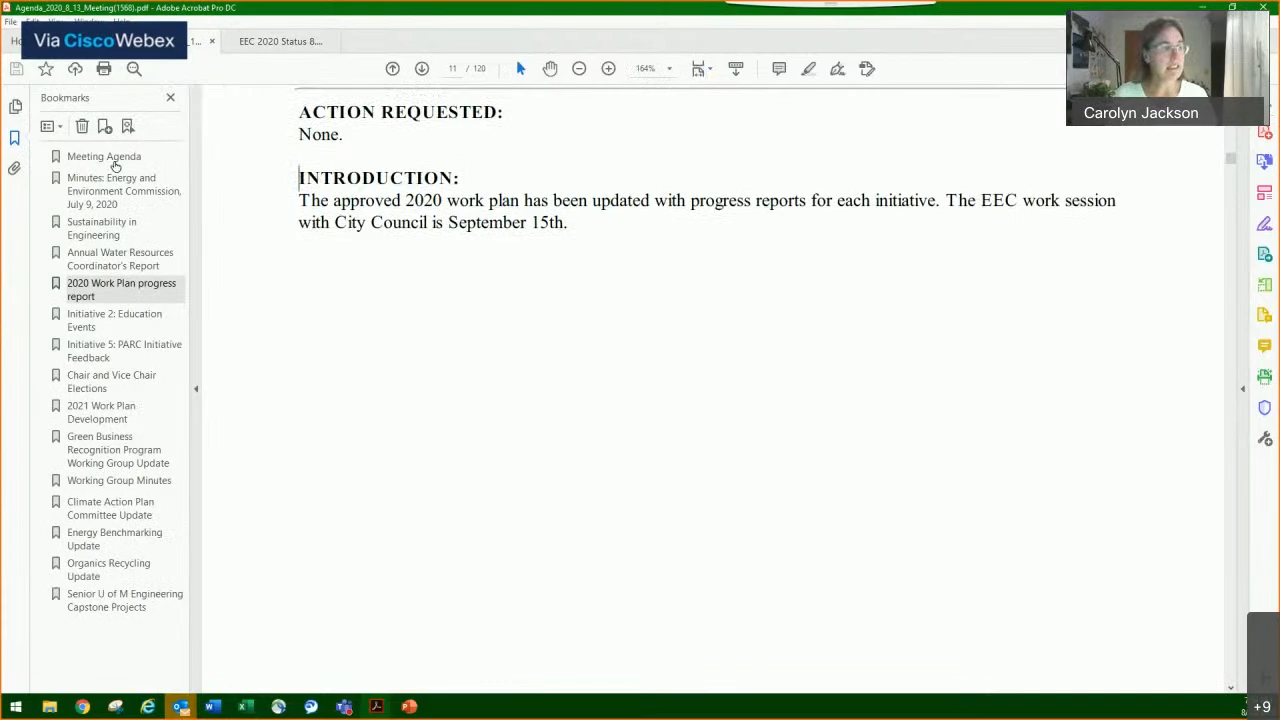 Agenda_2020_8_13_Meeting(1568).pdf - Adobe Acrobat Pro DC
File Edit View Window Help
Via CiscoWebex
EEC 2020 Status 8....
11 / 120
164%
Bookmarks
Meeting Agenda
Minutes: Energy and
Environment Commission,
July 9, 2020
Sustainability in
Engineering
Annual Water Resources
Coordinator's Report
2020 Work Plan progress
report
Initiative 2: Education
Events
Initiative 5: PARC Initiative
Feedback
Chair and Vice Chair
Elections
2021 Work Plan
Development
Green Business
Recognition Program
Working Group Update
Working Group Minutes
Climate Action Plan
Committee Update
Energy Benchmarking
Update
Organics Recycling
Update
Senior U of M Engineering
Capstone Projects
ACTION REQUESTED:
None.
INTRODUCTION:
The approved 2020 work plan has been updated with progress reports for each initiative. The EEC work session
with City Council is September 15th.
Carolyn Jackson
+9